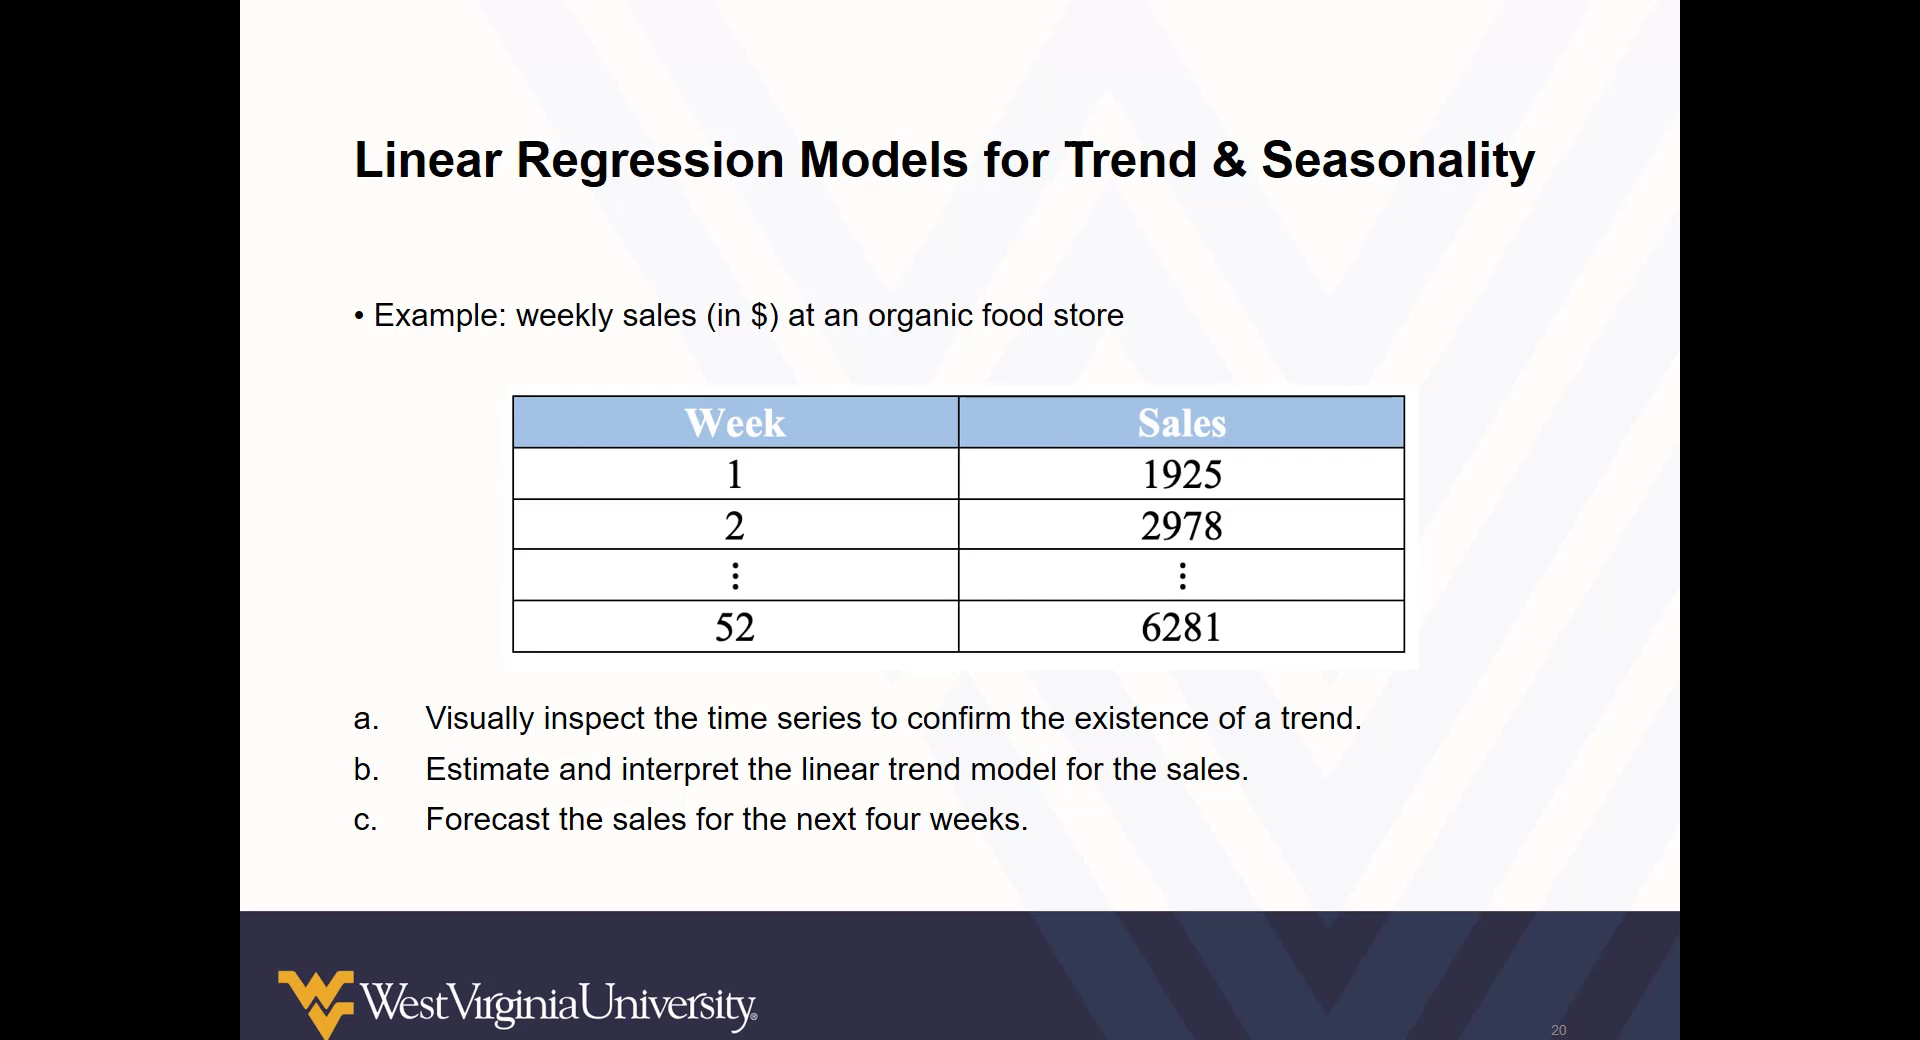 Linear Regression Models for Trend & Seasonality
• Example: weekly sales (in $) at an organic food store
Week Sales
1 1925
2 2978
⋮ ⋮
52 6281
a. Visually inspect the time series to confirm the existence of a trend.
b. Estimate and interpret the linear trend model for the sales.
c. Forecast the sales for the next four weeks.
WestVirginiaUniversity®
20